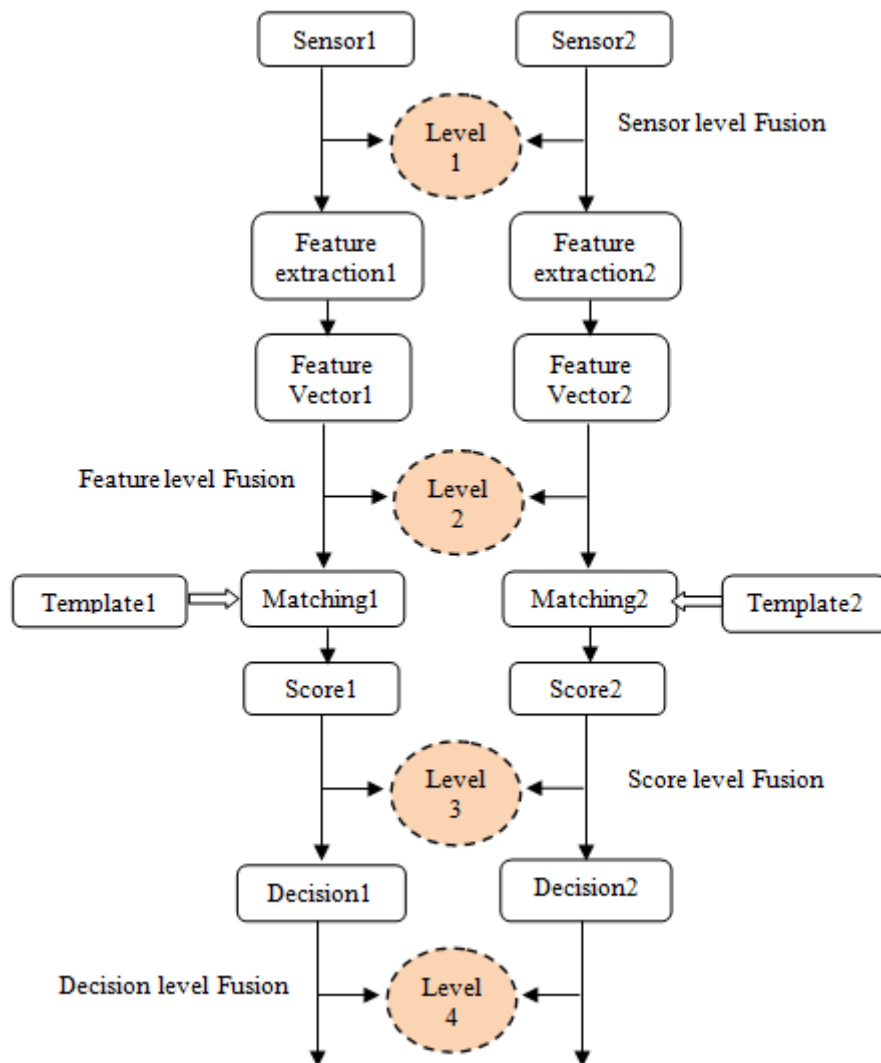 Sensor1
Sensor2
Level
1
Sensor level Fusion
Feature
extraction1
Feature
extraction2
Feature
Vector1
Feature
Vector2
Feature level Fusion
Level
2
Template1
Matching1
Matching2
Template2
Score1
Score2
Level
3
Score level Fusion
Decision1
Decision2
Decision level Fusion
Level
4